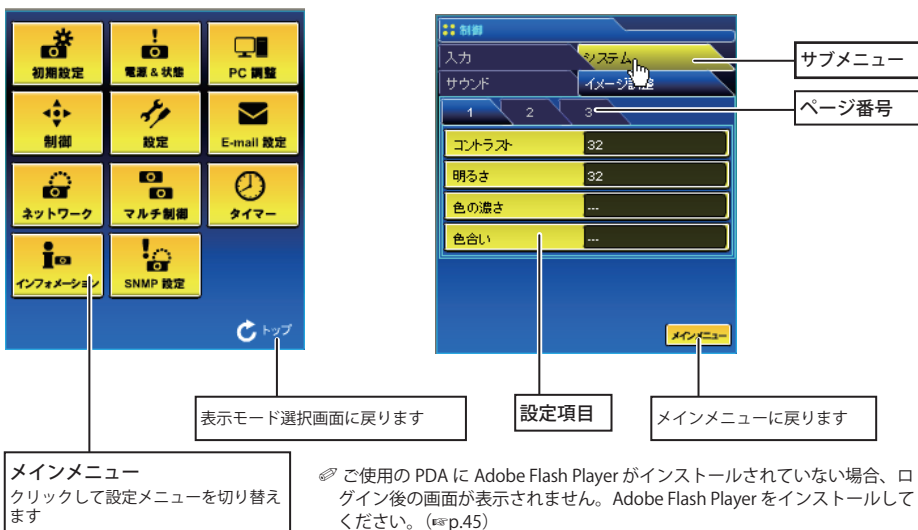 初期設定
電源 & 状態
PC 調整
制御
設定
E-mail 設定
ネットワーク
マルチ制御
タイマー
インフォメーション
SNMP 設定
トップ
制御
入力
システム
サウンド
イメージ調整
1
2
3
コントラスト
32
明るさ
32
色の濃さ
---
色合い
---
メインメニュー
サブメニュー
ページ番号
表示モード選択画面に戻ります
設定項目
メインメニューに戻ります
メインメニュー
クリックして設定メニューを切り替え
ます
ご使用の PDA に Adobe Flash Player がインストールされていない場合、ロ
グイン後の画面が表示されません。Adobe Flash Player をインストールして
ください。（☞p.45）